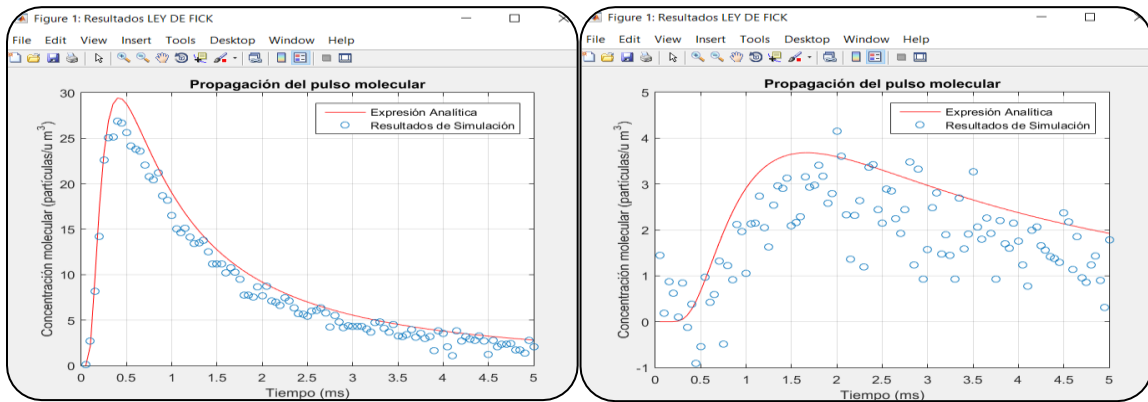 Figure 1: Resultados LEY DE FICK
File Edit View Insert Tools Desktop Window Help
Propagación del pulso molecular
Expresión Analítica
Resultados de Simulación
Concentración molecular (partículas/u m³)
30
25
20
15
10
5
0
0 0.5 1 1.5 2 2.5 3 3.5 4 4.5 5
Tiempo (ms)
Figure 1: Resultados LEY DE FICK
File Edit View Insert Tools Desktop Window Help
Propagación del pulso molecular
Expresión Analítica
Resultados de Simulación
Concentración molecular (partículas/u m³)
5
4
3
2
1
0
-1
0 0.5 1 1.5 2 2.5 3 3.5 4 4.5 5
Tiempo (ms)